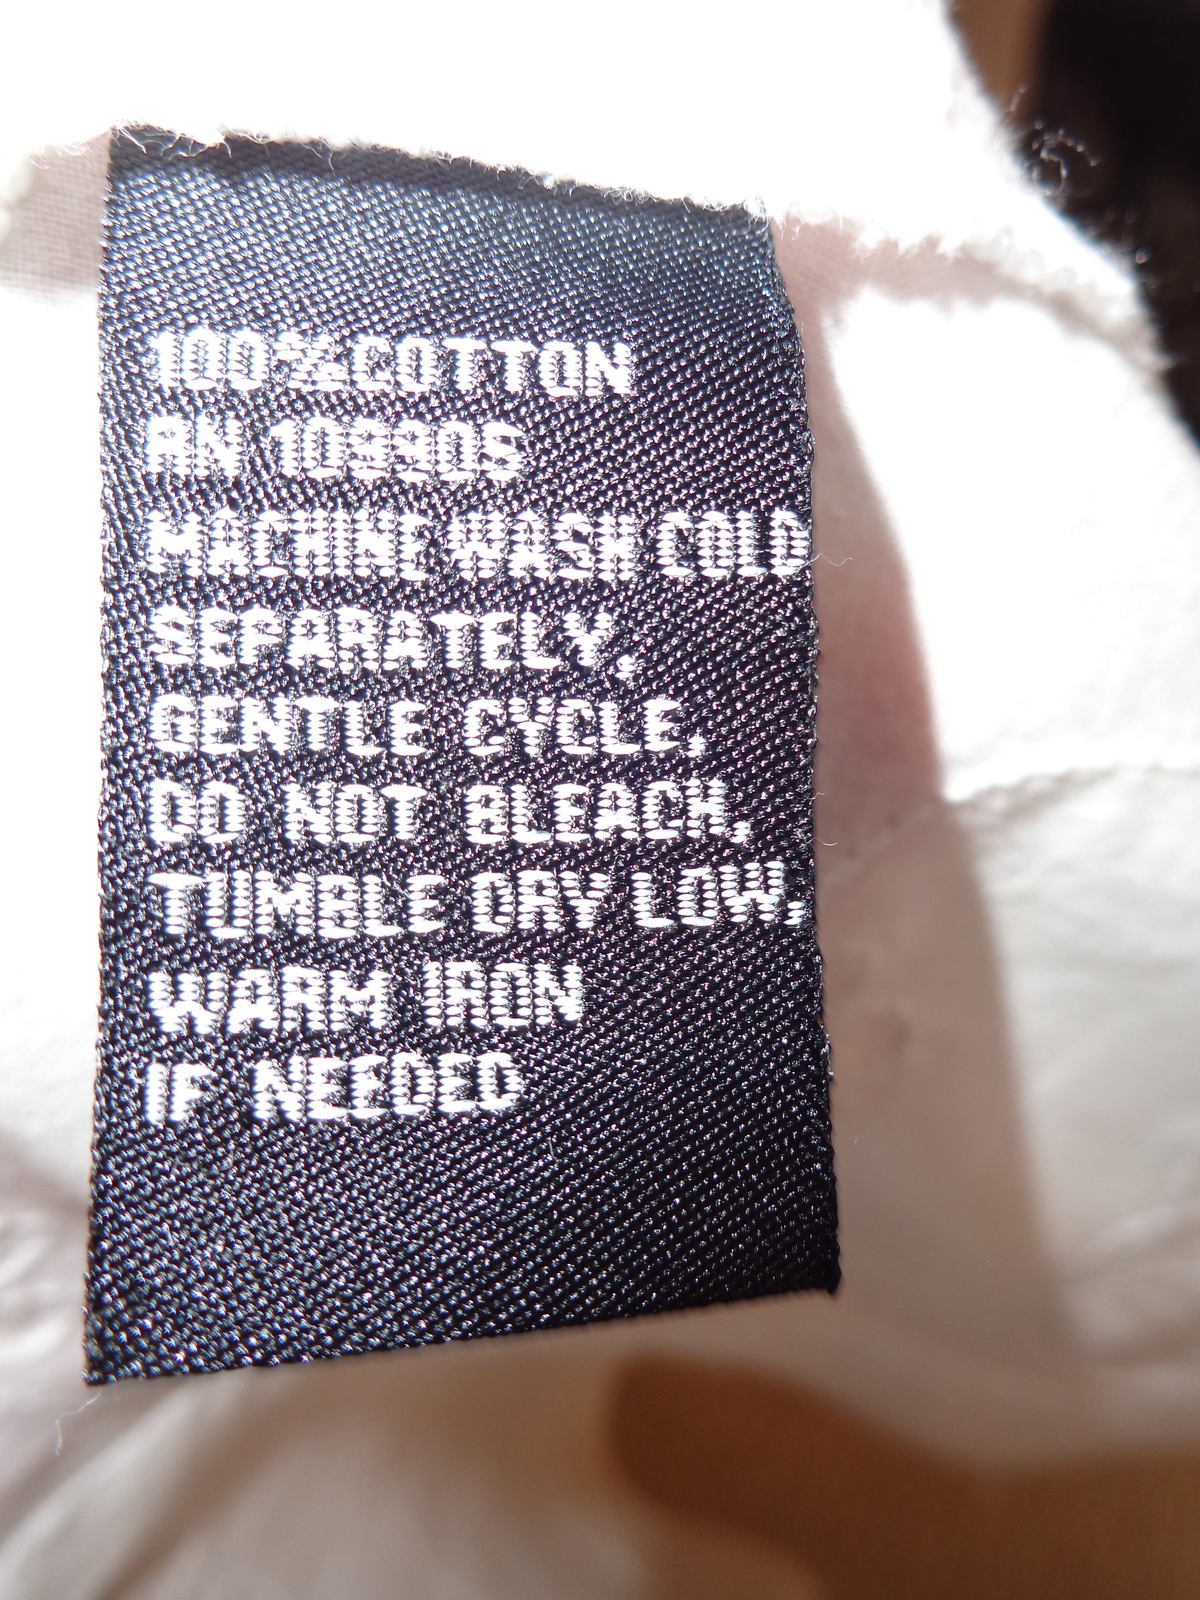 100%COTTON
RN
MACHINE WASH COLD
SEPARATELY.
GENTLE CYCLE,
DO NOT BLEACH,
TUMBLE DRY LOW,
WARM IRON
IF NEEDED